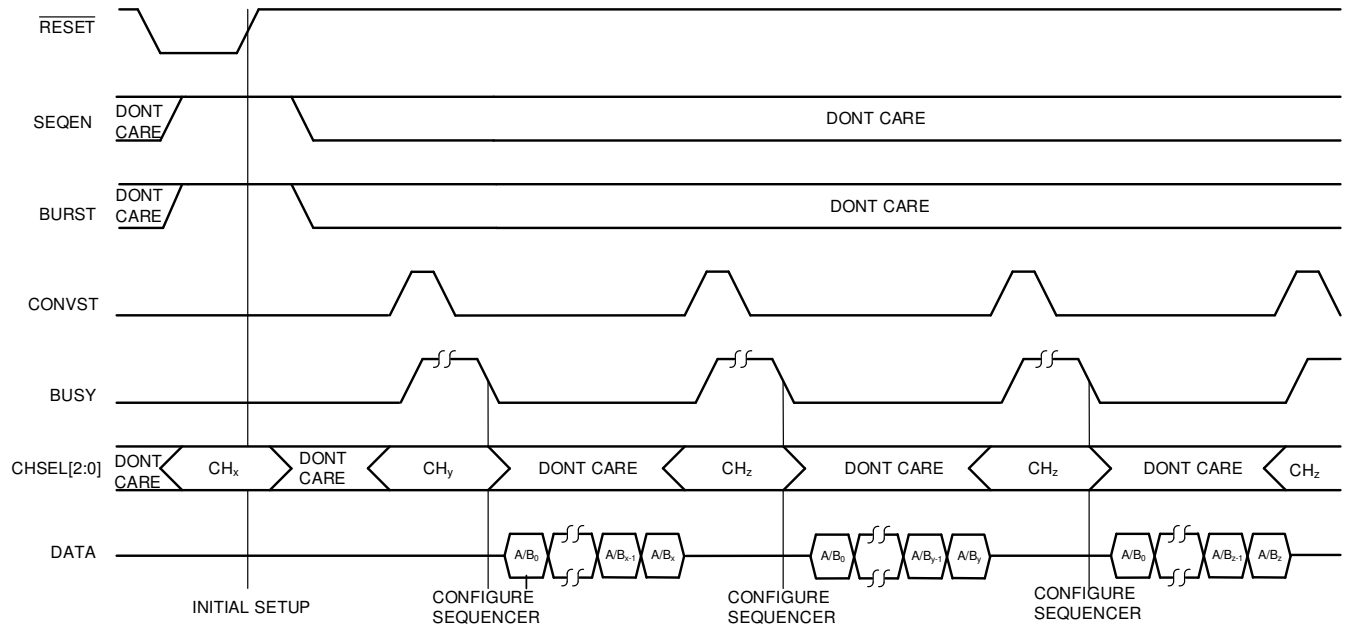 RESET
SEQEN
DONT
CARE
DONT CARE
BURST
DONT
CARE
DONT CARE
CONVST
BUSY
CHSEL[2:0]
DONT
CARE
CHx
DONT
CARE
CHy
DONT CARE
CHz
DONT CARE
CHz
DONT CARE
CHz
DATA
A/B0
A/Bx-1
A/Bx
A/B0
A/By-1
A/By
A/B0
A/Bz-1
A/Bz
INITIAL SETUP
CONFIGURE
SEQUENCER
CONFIGURE
SEQUENCER
CONFIGURE
SEQUENCER